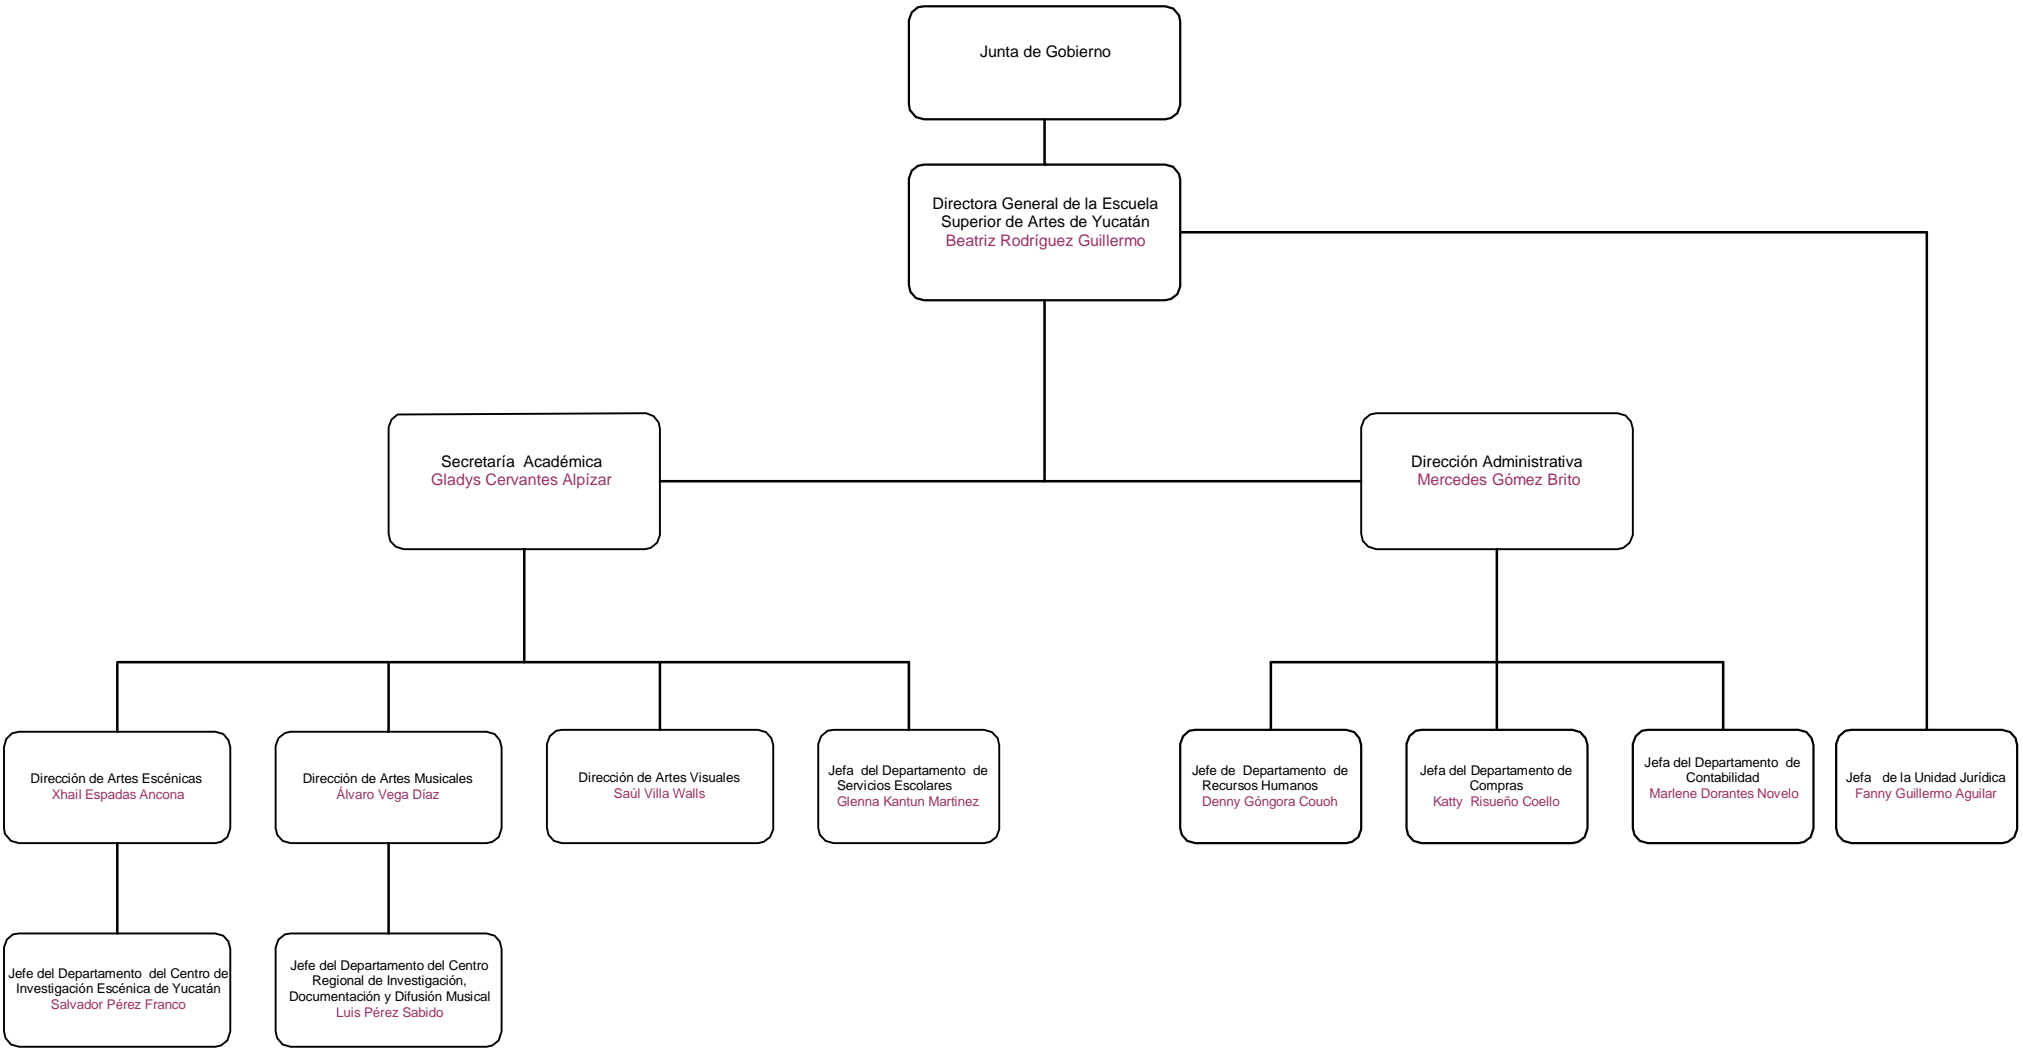 Junta de Gobierno
Directora General de la Escuela
Superior de Artes de Yucatán
Beatriz Rodríguez Guillermo
Secretaría Académica
Gladys Cervantes Alpízar
Dirección Administrativa
Mercedes Gómez Brito
Dirección de Artes Escénicas
Xhail Espadas Ancona
Dirección de Artes Musicales
Álvaro Vega Díaz
Dirección de Artes Visuales
Saúl Villa Walls
Jefa del Departamento de
Servicios Escolares
Glenna Kantun Martinez
Jefe de Departamento de
Recursos Humanos
Denny Góngora Couoh
Jefa del Departamento de
Compras
Katty Risueño Coello
Jefa del Departamento de
Contabilidad
Marlene Dorantes Novelo
Jefa de la Unidad Jurídica
Fanny Guillermo Aguilar
Jefe del Departamento del Centro de
Investigación Escénica de Yucatán
Salvador Pérez Franco
Jefe del Departamento del Centro
Regional de Investigación,
Documentación y Difusión Musical
Luis Pérez Sabido